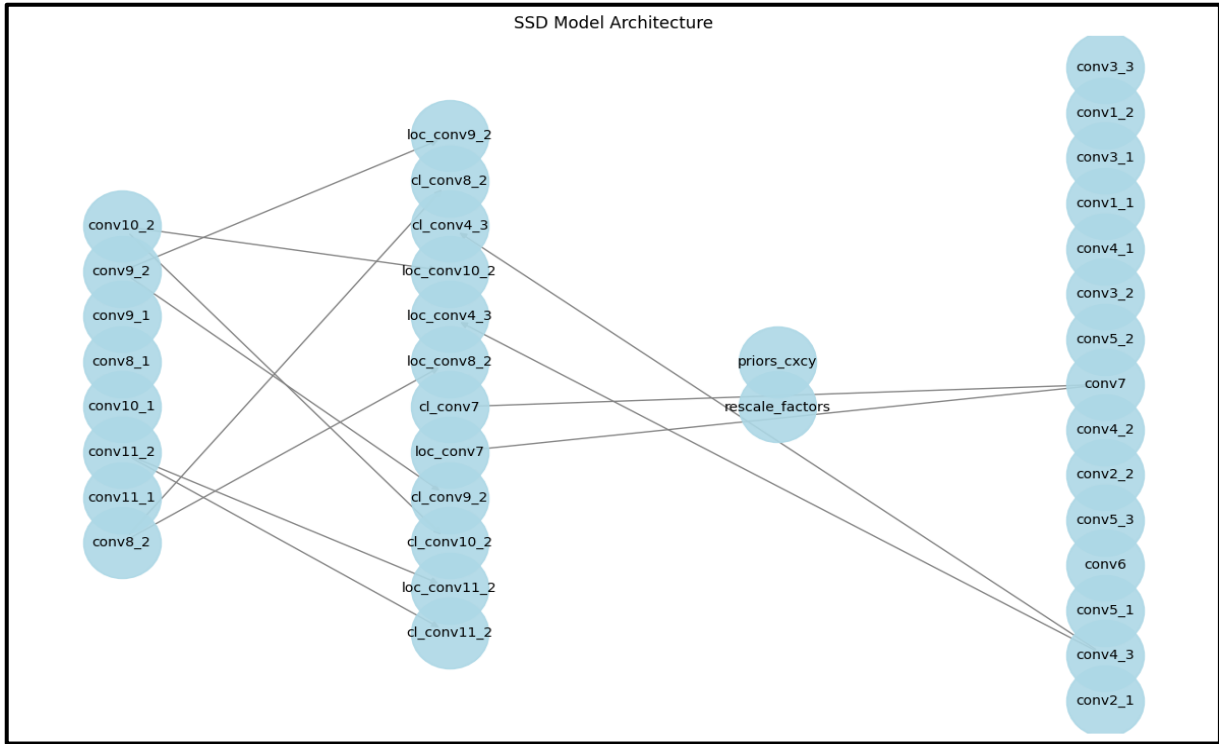 SSD Model Architecture
conv10_2
conv9_2
conv9_1
conv8_1
conv10_1
conv11_2
conv11_1
conv8_2
loc_conv9_2
cl_conv8_2
cl_conv4_3
loc_conv10_2
loc_conv4_3
loc_conv8_2
cl_conv7
loc_conv7
cl_conv9_2
cl_conv10_2
loc_conv11_2
cl_conv11_2
priors_cxcy
rescale_factors
conv3_3
conv1_2
conv3_1
conv1_1
conv4_1
conv3_2
conv5_2
conv7
conv4_2
conv2_2
conv5_3
conv6
conv5_1
conv4_3
conv2_1